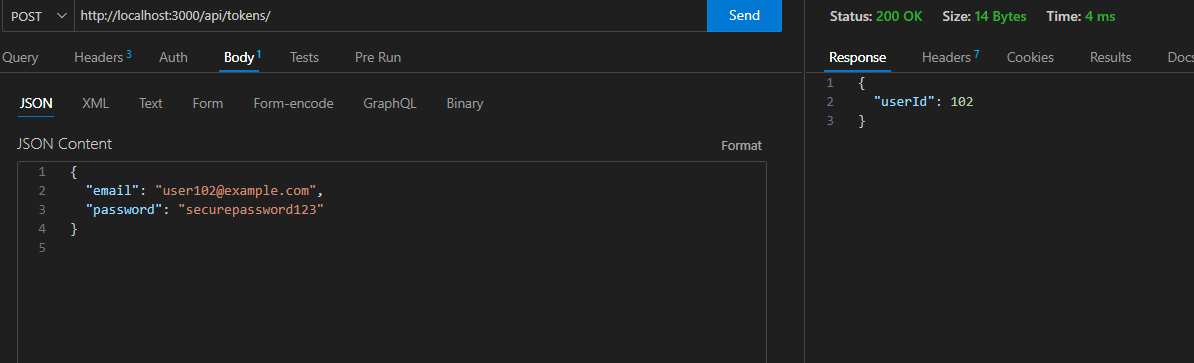 POST http://localhost:3000/api/tokens/ Send
Query Headers 3 Auth Body 1 Tests Pre Run
JSON XML Text Form Form-encode GraphQL Binary
JSON Content Format
1 {
2 "email": "user102@example.com",
3 "password": "securepassword123"
4 }
5
Status: 200 OK Size: 14 Bytes Time: 4 ms
Response Headers 7 Cookies Results Docs
1 {
2 "userId": 102
3 }